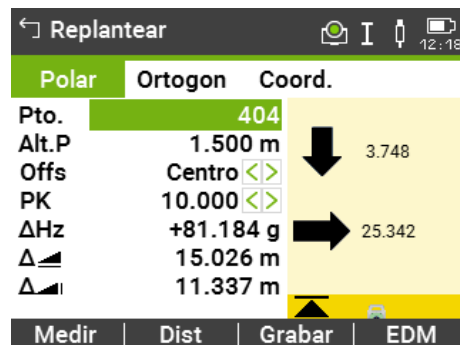 Replantear
12:18
Polar Ortogon Coord.
Pto. 404
Alt.P 1.500 m
Offs Centro
PK 10.000
ΔHz +81.184 g
Δ 15.026 m
Δ 11.337 m
3.748
25.342
Medir Dist Grabar EDM